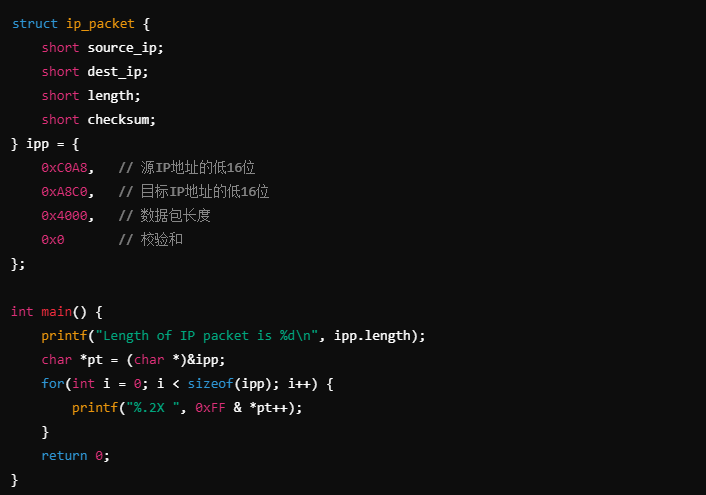 struct ip_packet {
    short source_ip;
    short dest_ip;
    short length;
    short checksum;
} ipp = {
    0xC0A8,   // 源IP地址的低16位
    0xA8C0,   // 目标IP地址的低16位
    0x4000,   // 数据包长度
    0x0       // 校验和
};

int main() {
    printf("Length of IP packet is %d\n", ipp.length);
    char *pt = (char *)&ipp;
    for(int i = 0; i < sizeof(ipp); i++) {
        printf("%.2X ", 0xFF & *pt++);
    }
    return 0;
}